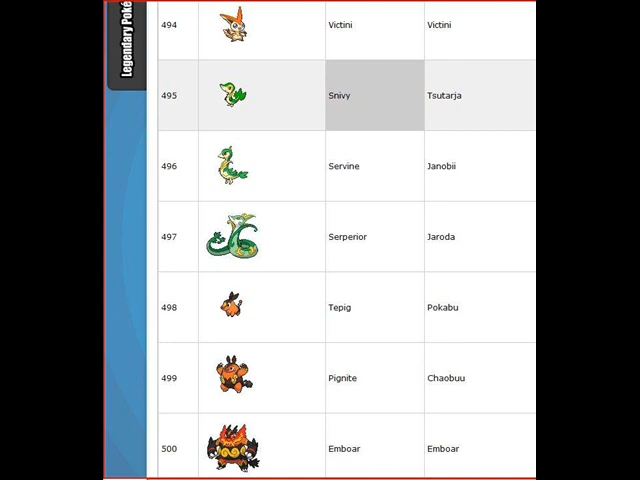 Legendary Poké
494 Victini Victini
495 Snivy Tsutarja
496 Servine Janobii
497 Serperior Jaroda
498 Tepig Pokabu
499 Pignite Chaobuu
500 Emboar Emboar